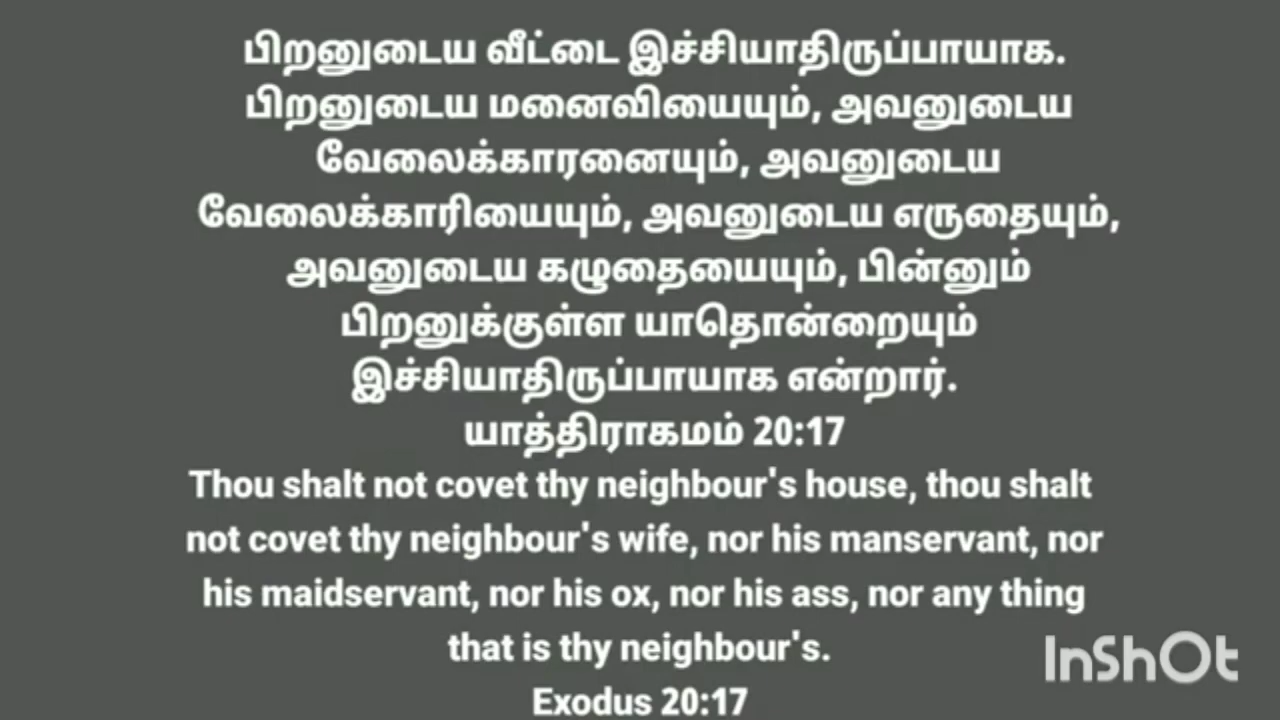 பிறனுடைய வீட்டை இச்சியாதிருப்பாயாக.
பிறனுடைய மனைவியையும், அவனுடைய
வேலைக்காரனையும், அவனுடைய
வேலைக்காரியையும், அவனுடைய எருதையும்,
அவனுடைய கழுதையையும், பின்னும்
பிறனுக்குள்ள யாதொன்றையும்
இச்சியாதிருப்பாயாக என்றார்.
யாத்திராகமம் 20:17
Thou shalt not covet thy neighbour's house, thou shalt
not covet thy neighbour's wife, nor his manservant, nor
his maidservant, nor his ox, nor his ass, nor any thing
that is thy neighbour's.
Exodus 20:17
InShOt